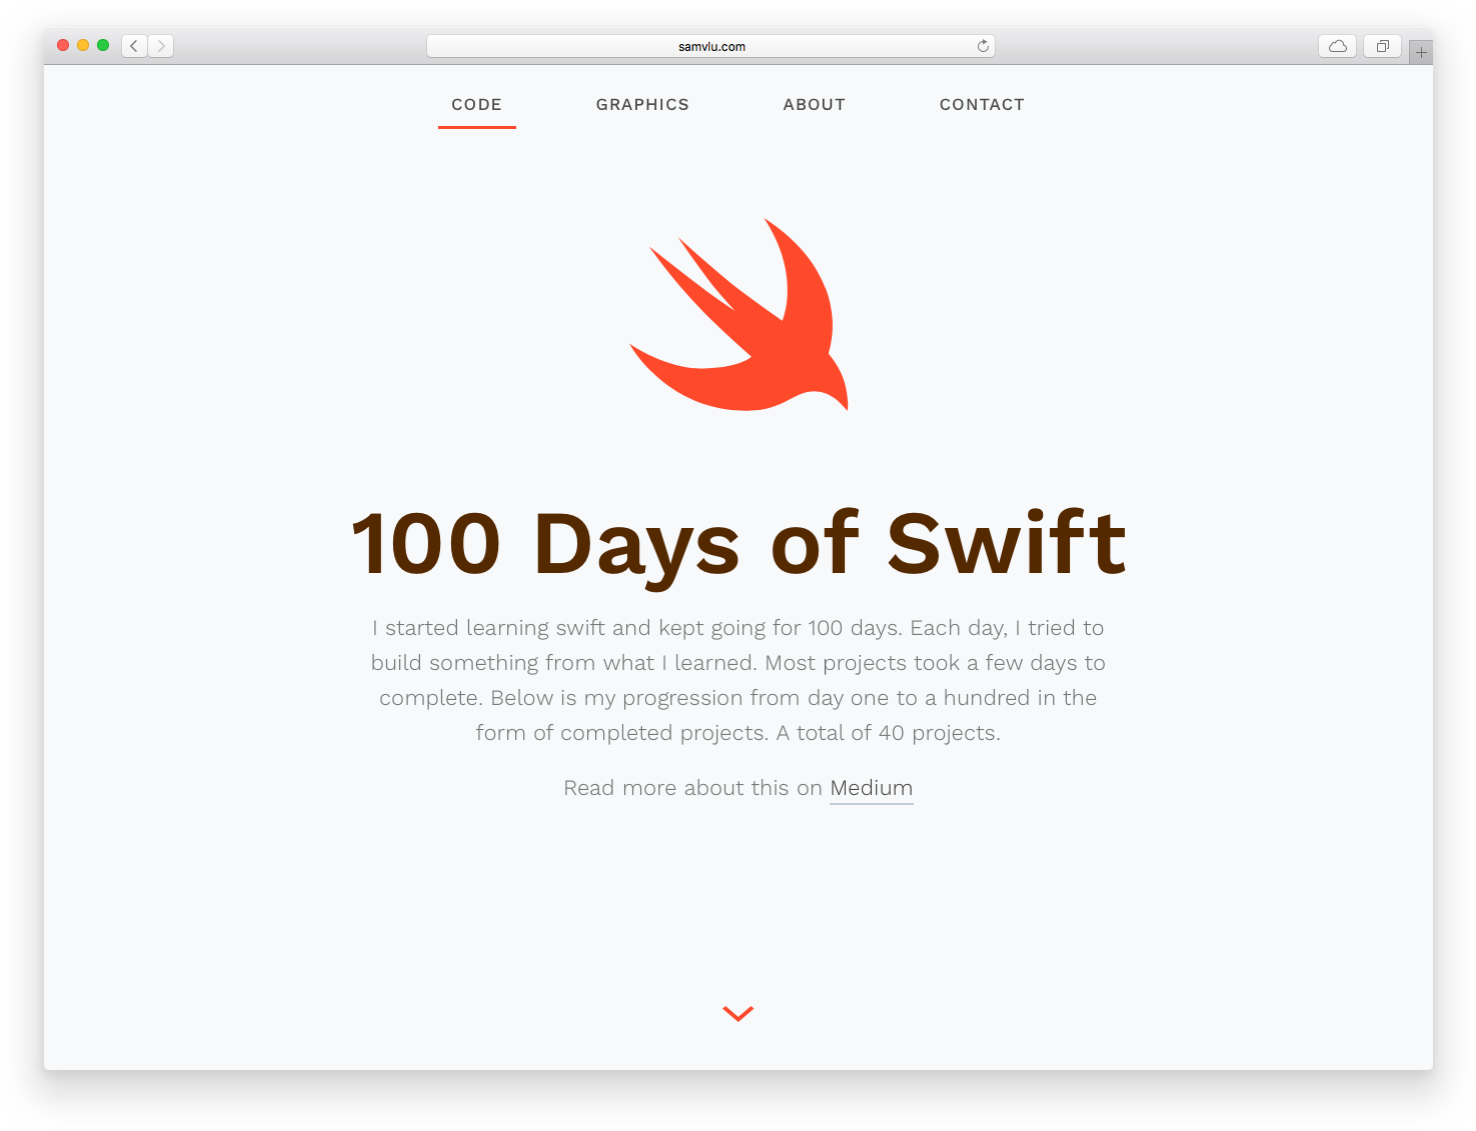 samvlu.com
CODE GRAPHICS ABOUT CONTACT
100 Days of Swift
I started learning swift and kept going for 100 days. Each day, I tried to
build something from what I learned. Most projects took a few days to
complete. Below is my progression from day one to a hundred in the
form of completed projects. A total of 40 projects.
Read more about this on Medium